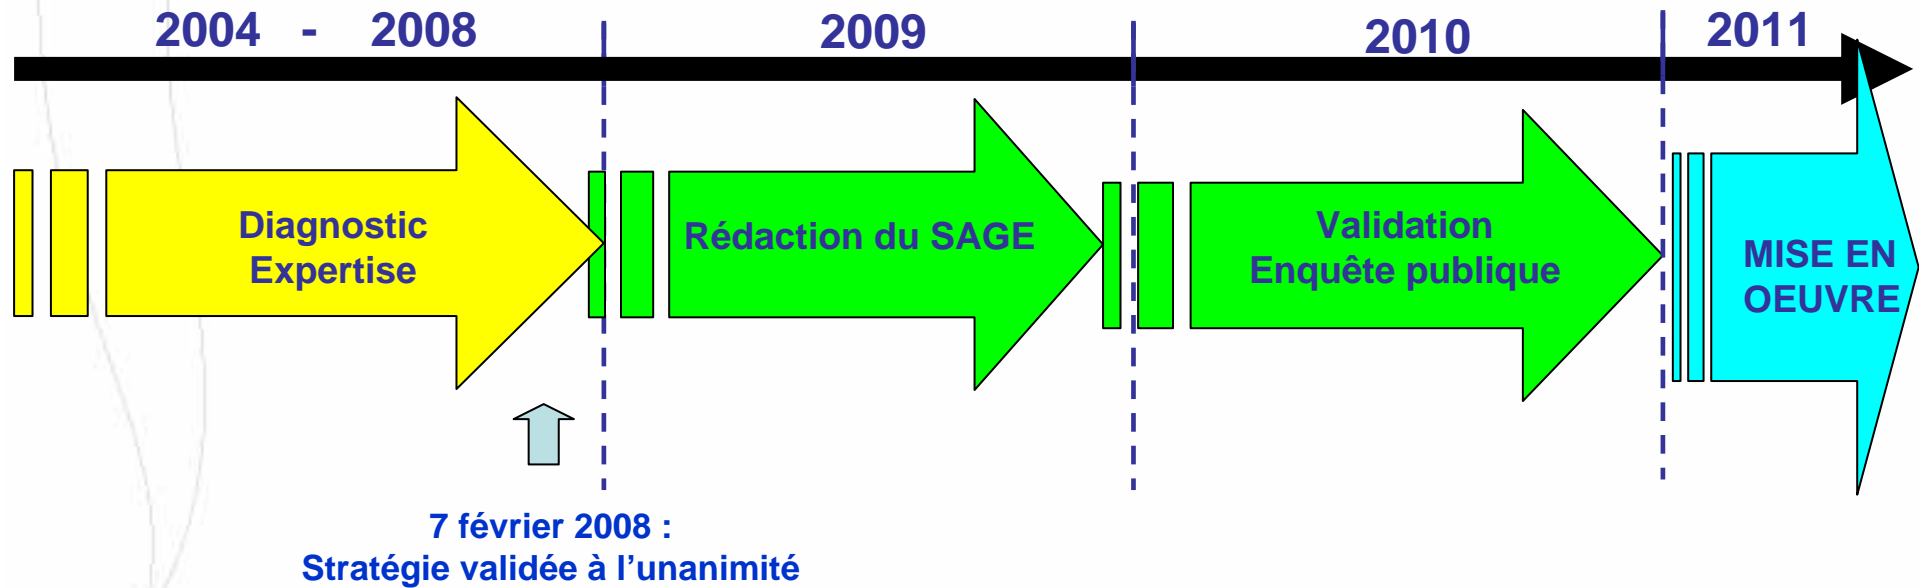 2004 - 2008
2009
2010
2011
Diagnostic
Expertise
Rédaction du SAGE
Validation
Enquête publique
MISE EN
OEUVRE
7 février 2008 :
Stratégie validée à l’unanimité